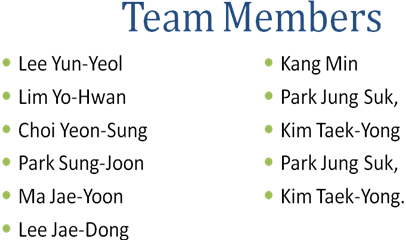 Team Members
Lee Yun-Yeol
Lim Yo-Hwan
Choi Yeon-Sung
Park Sung-Joon
Ma Jae-Yoon
Lee Jae-Dong
Kang Min
Park Jung Suk,
Kim Taek-Yong
Park Jung Suk,
Kim Taek-Yong.